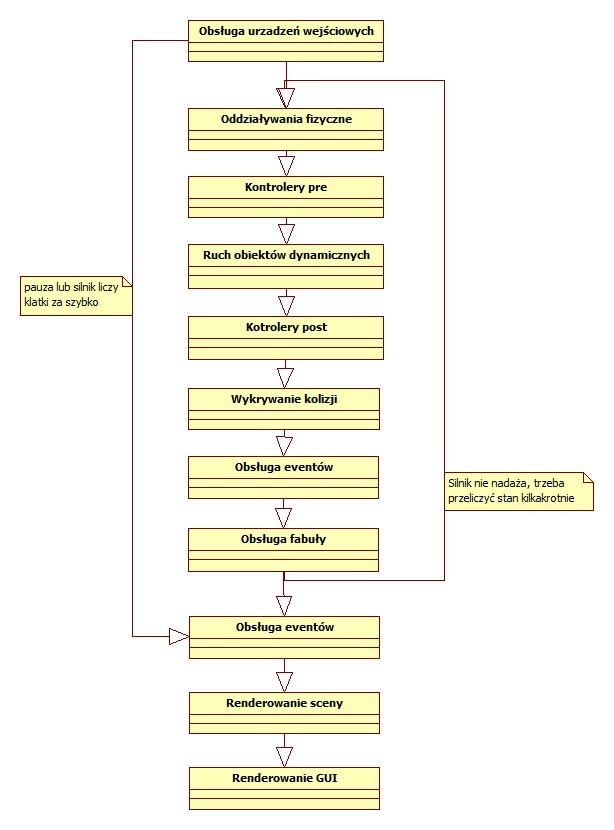 Obsługa urzadzeń wejściowych
Oddziaływania fizyczne
Kontrolery pre
Ruch obiektów dynamicznych
pauza lub silnik liczy
klatki za szybko
Kotrolery post
Wykrywanie kolizji
Obsługa eventów
Silnik nie nadaża, trzeba
przeliczyć stan kilkakrotnie
Obsługa fabuły
Obsługa eventów
Renderowanie sceny
Renderowanie GUI